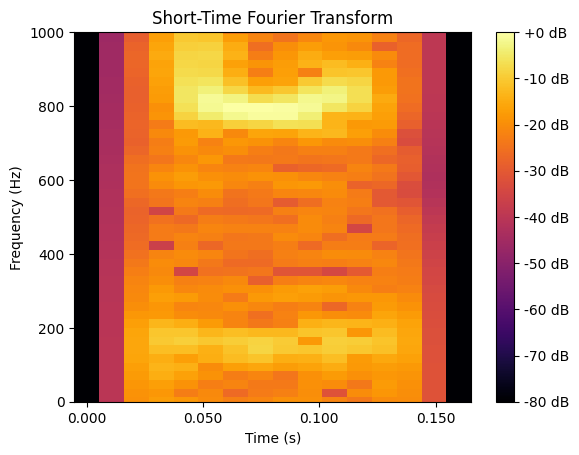 Short-Time Fourier Transform
Frequency (Hz)
1000
800
600
400
200
0
0.000
0.050
0.100
0.150
Time (s)
+0 dB
-10 dB
-20 dB
-30 dB
-40 dB
-50 dB
-60 dB
-70 dB
-80 dB